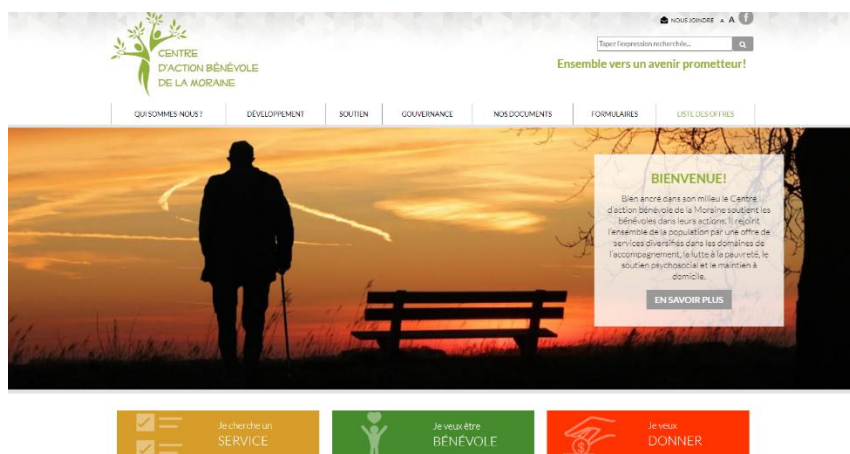 CENTRE
D'ACTION BÉNÉVOLE
DE LA MORAINE
NOUS JOINDRE A A f
Tapez l'expression recherchée...
Ensemble vers un avenir prometteur!
QUI SOMMES-NOUS? DÉVELOPPEMENT SOUTIEN GOUVERNANCE NOS DOCUMENTS FORMULAIRES LISTE DES OFFRES
BIENVENUE!
Bien ancré dans son milieu le Centre
d'action bénévole de la Moraine soutient les
bénévoles dans leurs actions. Il rejoint
l'ensemble de la population par une offre de
services diversifiés dans les domaines de
l'accompagnement, la lutte à la pauvreté, le
soutien psychosocial et le maintien à
domicile.
EN SAVOIR PLUS
Je cherche un
SERVICE
Je veux être
BÉNÉVOLE
Je veux
DONNER